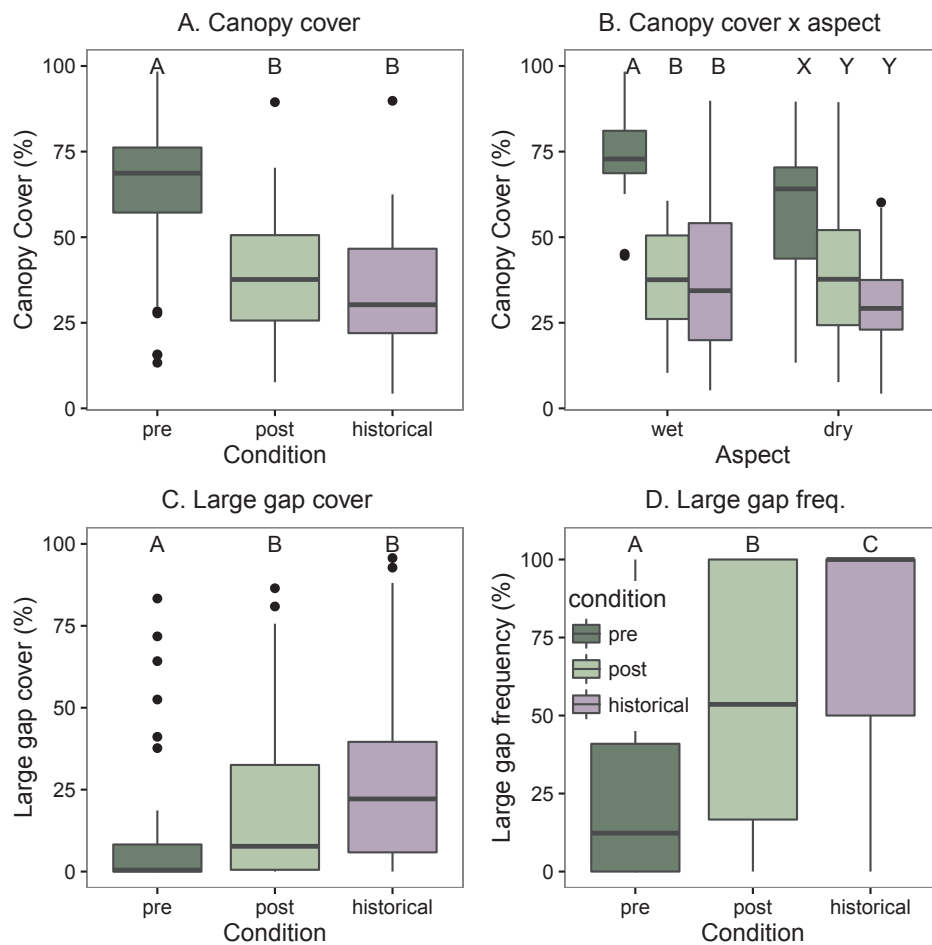 A. Canopy cover
100
75
50
25
0
Canopy Cover (%)
A B B
pre post historical
Condition
B. Canopy cover x aspect
100
75
50
25
0
Canopy Cover (%)
A B B X Y Y
wet dry
Aspect
C. Large gap cover
100
75
50
25
0
Large gap cover (%)
A B B
pre post historical
Condition
D. Large gap freq.
100
75
50
25
0
Large gap frequency (%)
A B C
condition
pre
post
historical
pre post historical
Condition